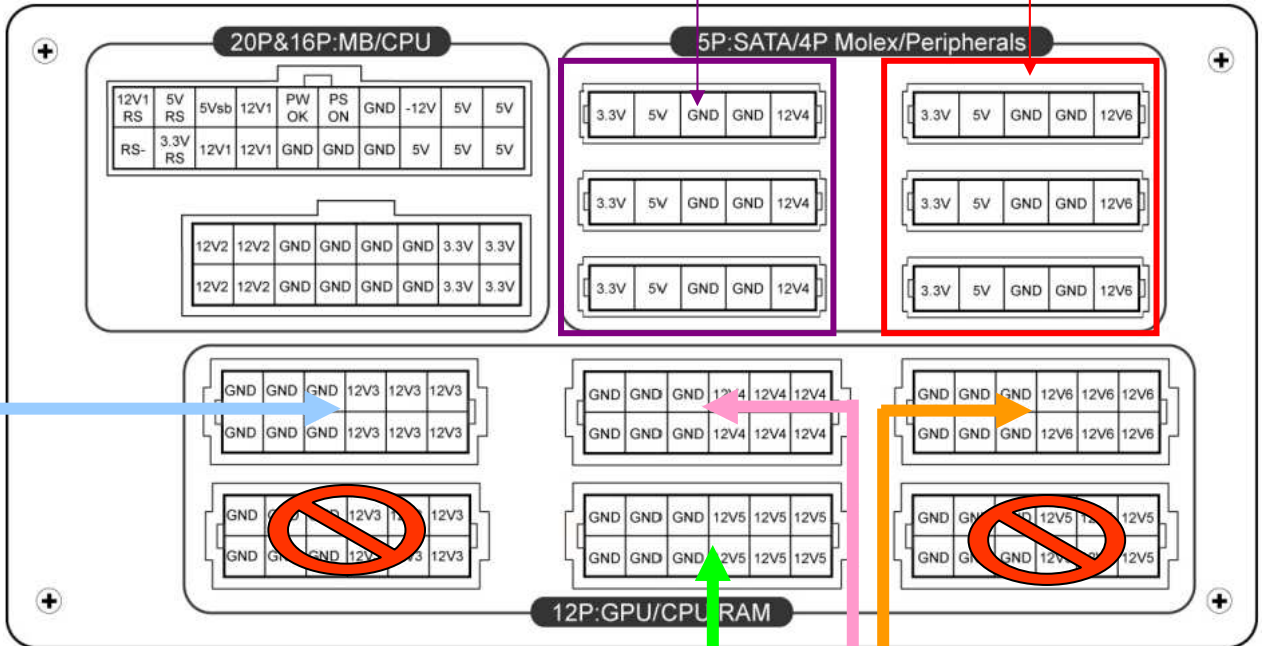 20P&16P:MB/CPU
5P:SATA/4P Molex/Peripherals
12V1 RS 5V RS 5Vsb 12V1 PW OK PS ON GND -12V 5V 5V
RS- 3.3V RS 12V1 12V1 GND GND GND 5V 5V 5V
12V2 12V2 GND GND GND GND 3.3V 3.3V
12V2 12V2 GND GND GND GND 3.3V 3.3V
3.3V 5V GND GND 12V4
3.3V 5V GND GND 12V4
3.3V 5V GND GND 12V4
3.3V 5V GND GND 12V6
3.3V 5V GND GND 12V6
3.3V 5V GND GND 12V6
GND GND GND 12V3 12V3 12V3
GND GND GND 12V3 12V3 12V3
GND GND GND 12V4 12V4 12V4
GND GND GND 12V4 12V4 12V4
GND GND GND 12V6 12V6 12V6
GND GND GND 12V6 12V6 12V6
GND 12V3 12V3
GND GND 12V3
GND GND GND 12V5 12V5 12V5
GND GND GND 12V5 12V5 12V5
GND 12V5 12V5
GND GND GND 12V5
12P:GPU/CPU RAM